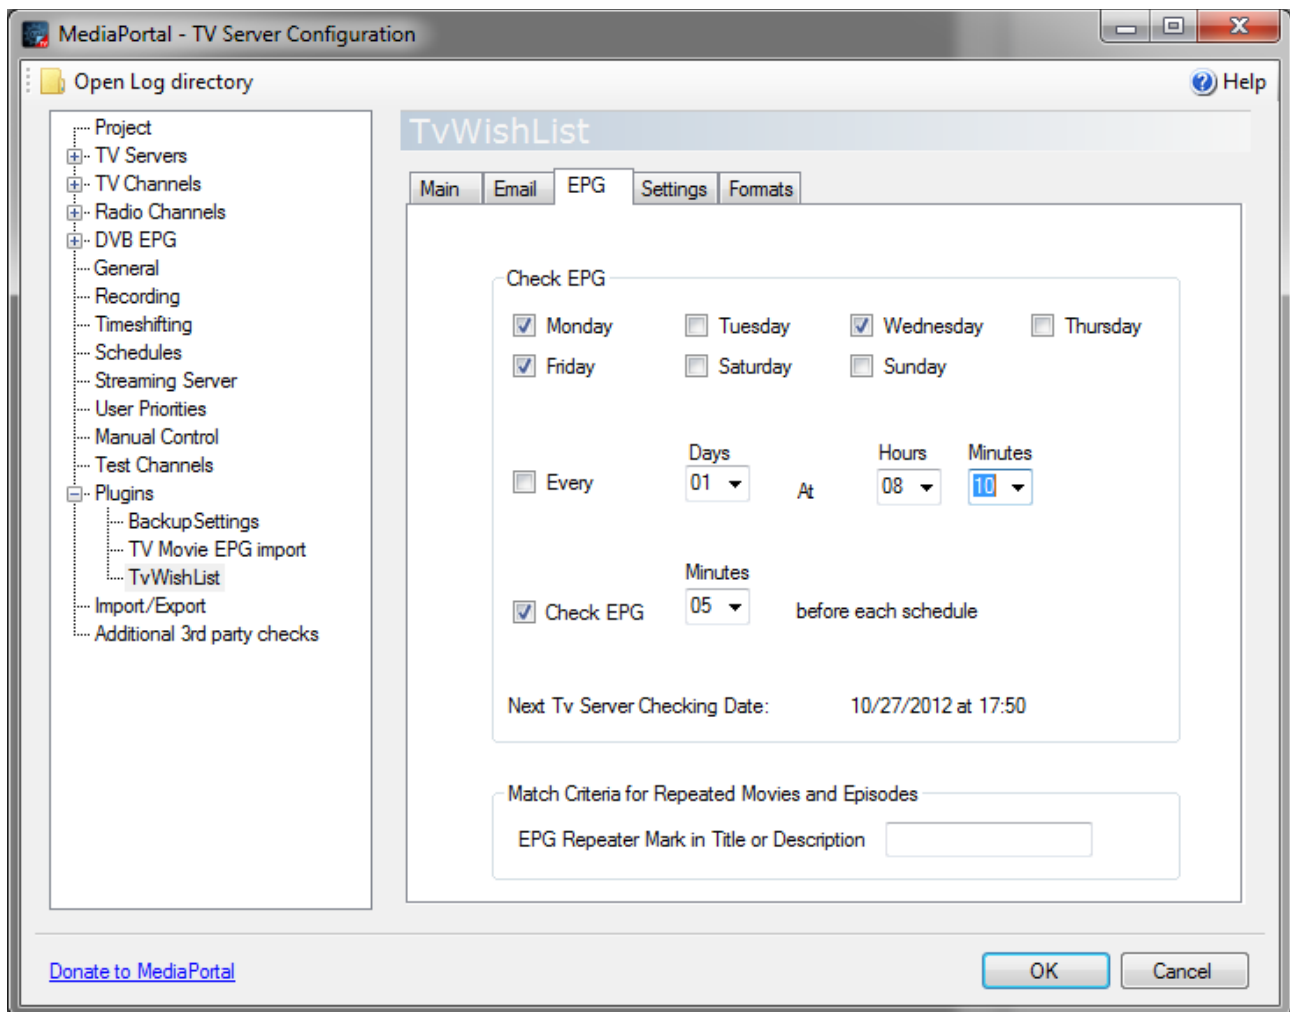 MediaPortal - TV Server Configuration
Open Log directory
Help
Project
TV Servers
TV Channels
Radio Channels
DVB EPG
General
Recording
Timeshifting
Schedules
Streaming Server
User Priorities
Manual Control
Test Channels
Plugins
BackupSettings
TV Movie EPG import
TvWishList
Import/Export
Additional 3rd party checks
TvWishList
Main Email EPG Settings Formats
Check EPG
Monday Tuesday Wednesday Thursday
Friday Saturday Sunday
Days Hours Minutes
Every 01 At 08 10
Minutes
Check EPG 05 before each schedule
Next Tv Server Checking Date: 10/27/2012 at 17:50
Match Criteria for Repeated Movies and Episodes
EPG Repeater Mark in Title or Description
Donate to MediaPortal
OK Cancel